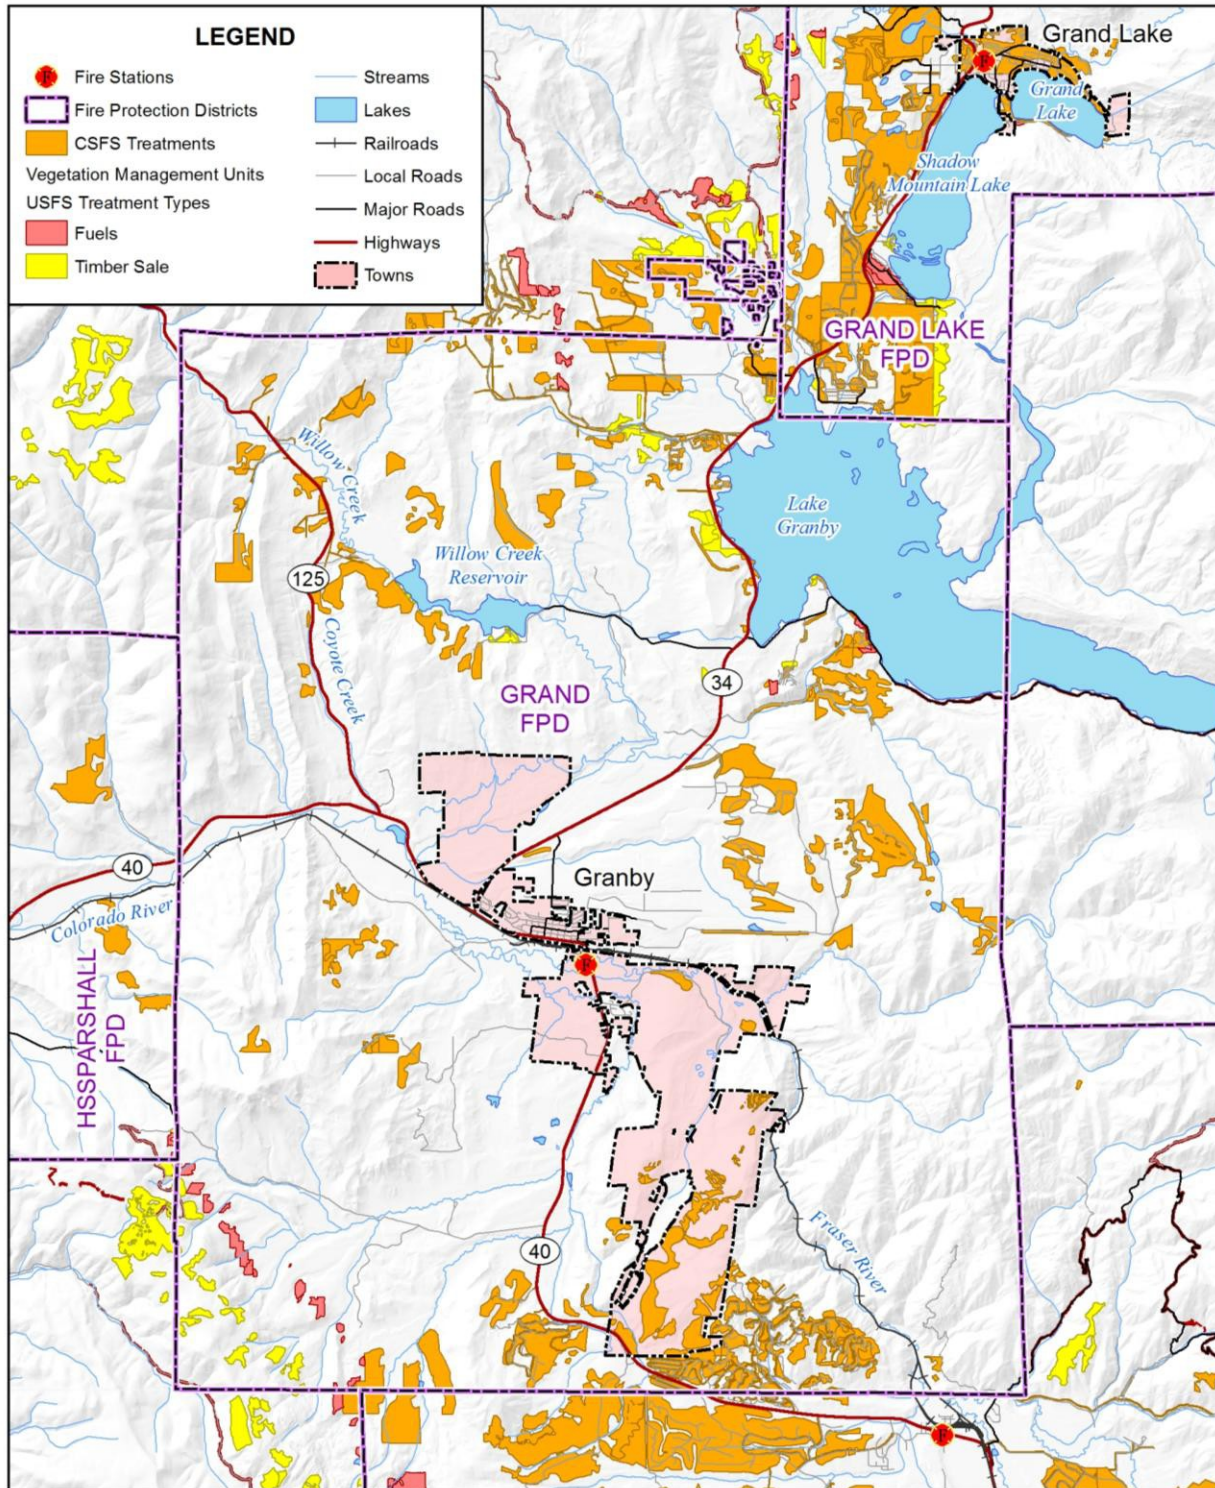 LEGEND
F Fire Stations
Fire Protection Districts
CSFS Treatments
Vegetation Management Units
USFS Treatment Types
Fuels
Timber Sale
Streams
Lakes
Railroads
Local Roads
Major Roads
Highways
Towns
Grand Lake
F
Grand
Lake
Shadow
Mountain Lake
GRAND LAKE
FPD
Willow Creek
Lake
Granby
Willow Creek
Reservoir
125
Coyote Creek
34
GRAND
FPD
40
Granby
Colorado River
F
HSSPARSHALL
FPD
Fraser River
40
F